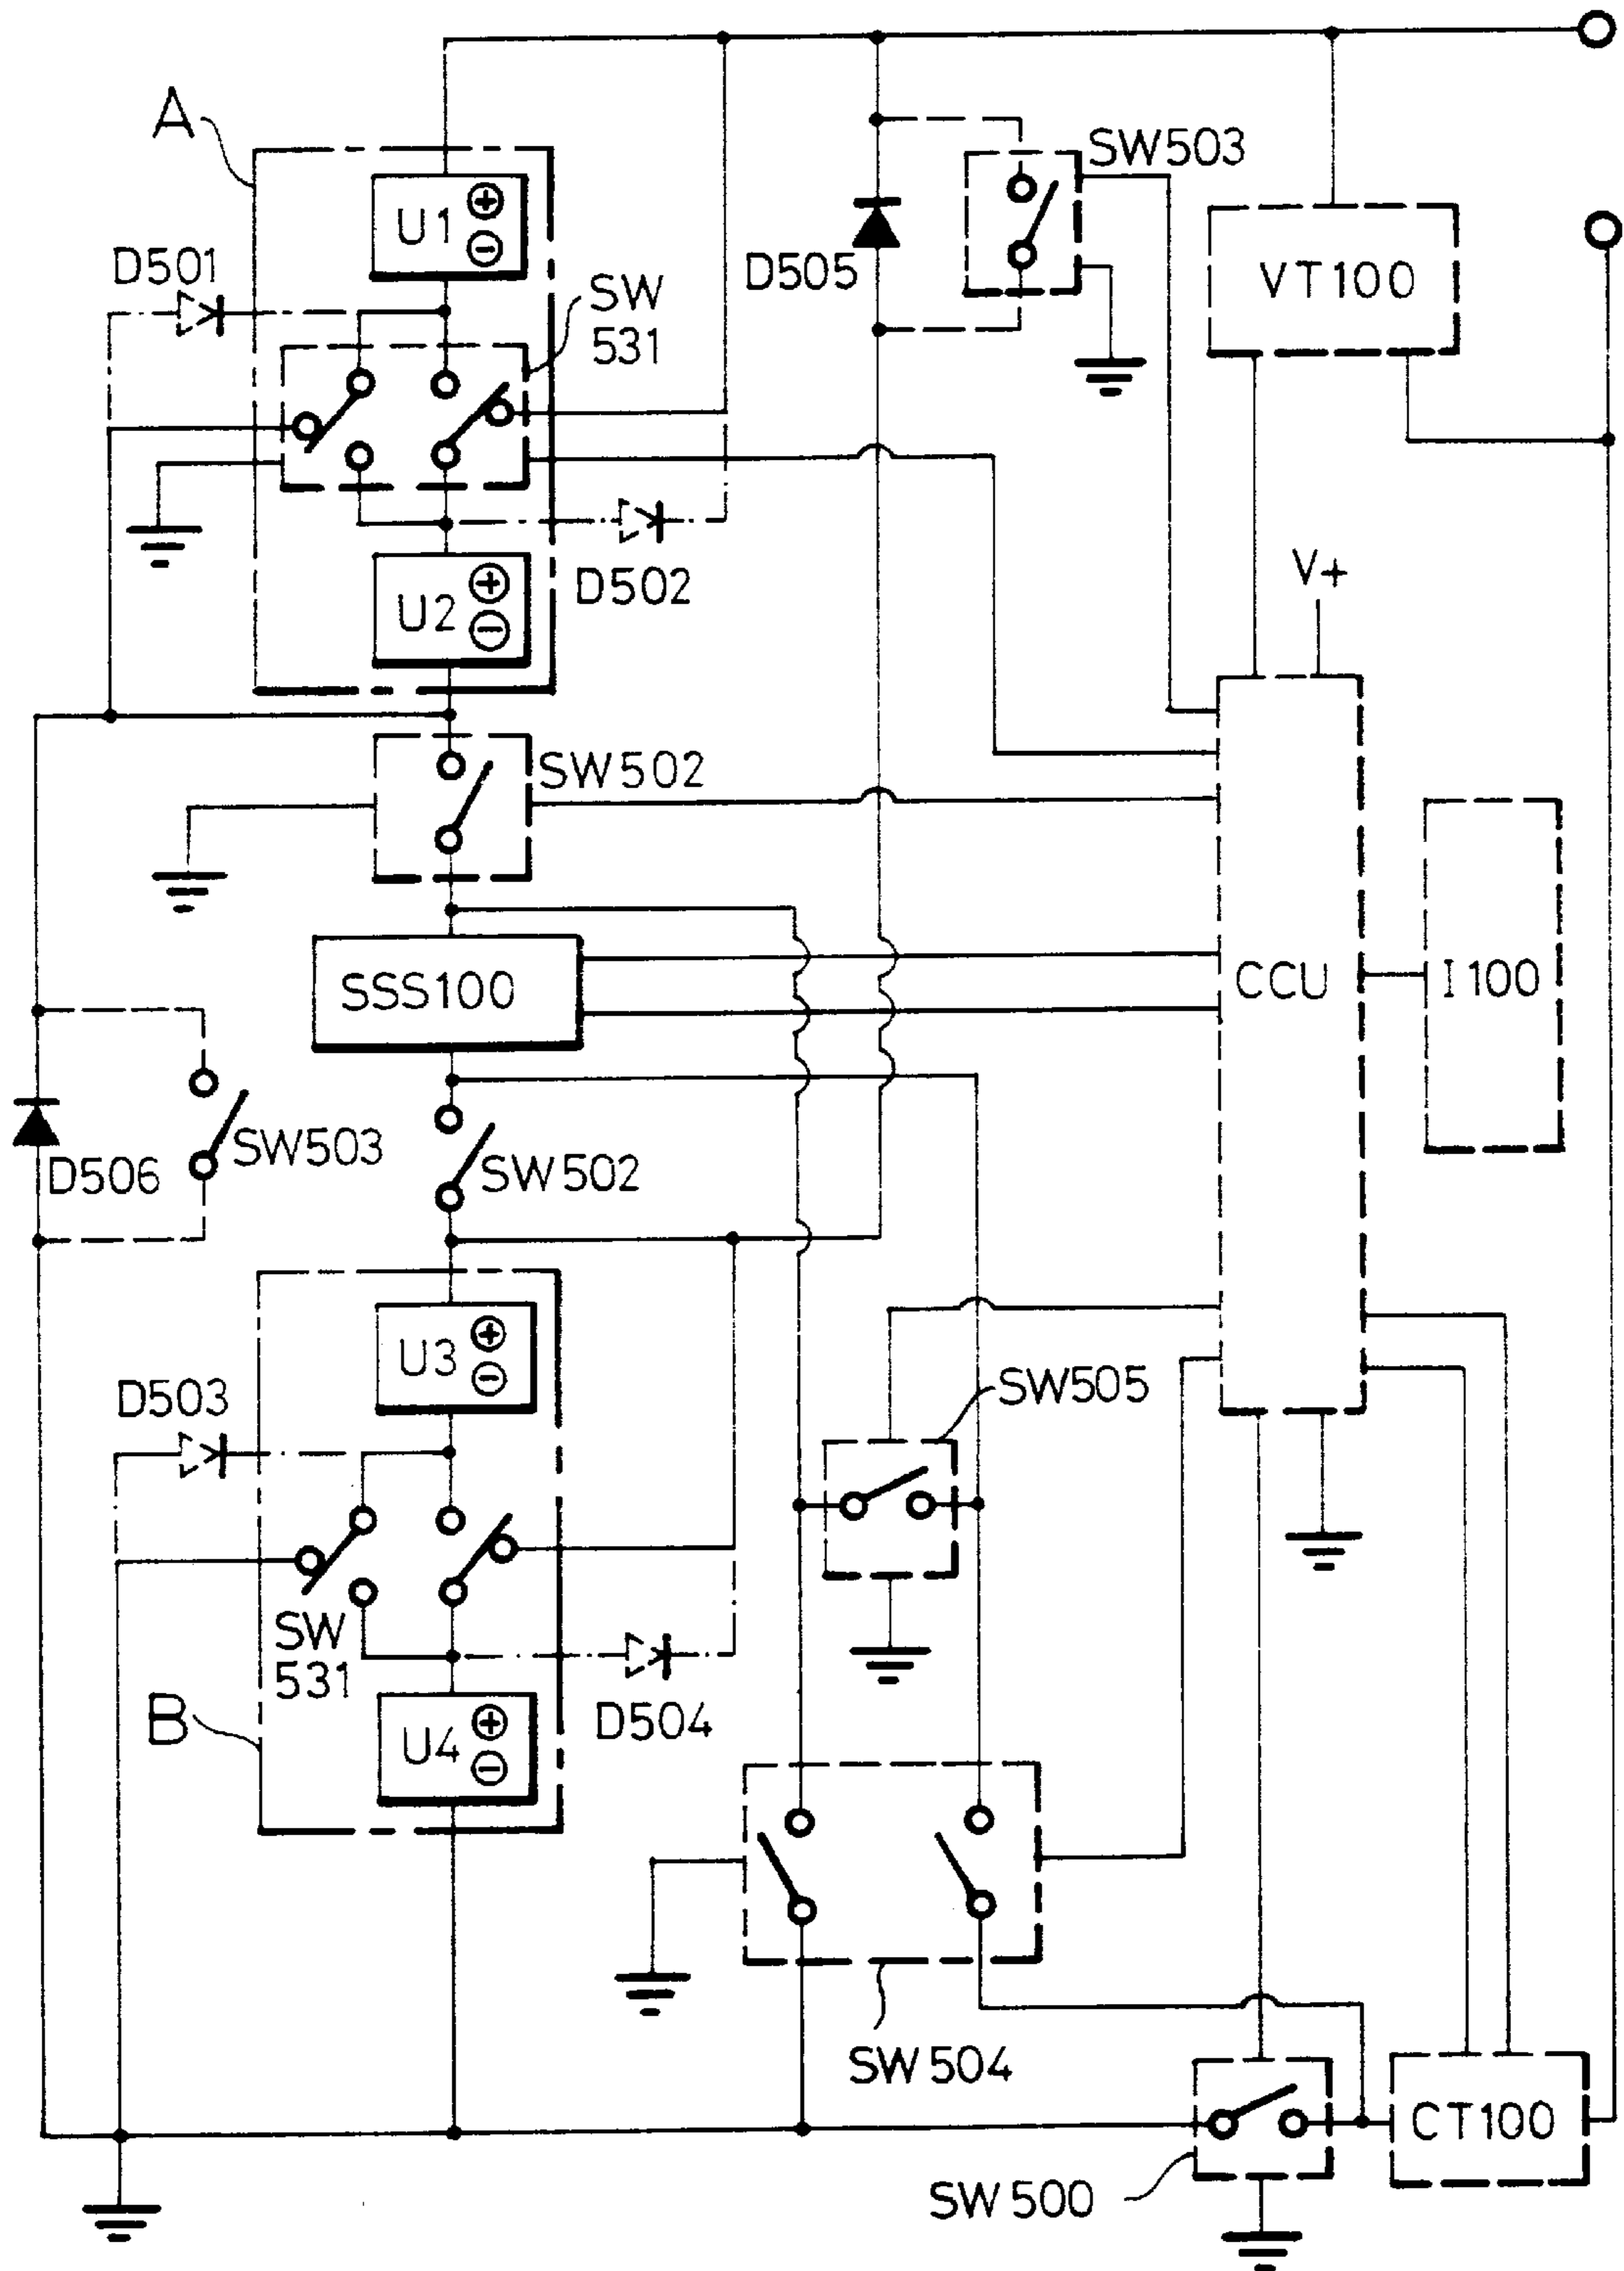 A
SW503
U1 ⊕
⊖
D501
D505
VT100
SW
531
U2 ⊕
⊖
D502
V+
SW502
SSS100
CCU
I100
D506
SW503
SW502
U3 ⊕
⊖
D503
SW505
SW
531
B
U4 ⊕
⊖
D504
SW504
CT100
SW500